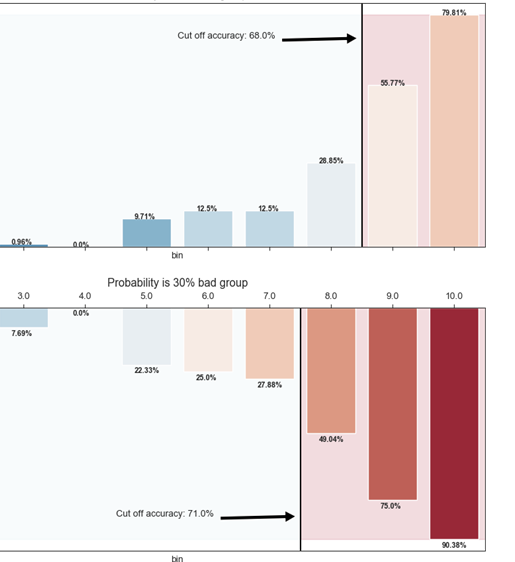 79.81%
Cut off accuracy: 68.0%
55.77%
28.85%
12.5%
12.5%
9.71%
0.96%
0.0%
bin
Probability is 30% bad group
3.0 4.0 5.0 6.0 7.0 8.0 9.0 10.0
0.0%
7.69%
22.33%
25.0%
27.88%
49.04%
75.0%
Cut off accuracy: 71.0%
90.38%
bin